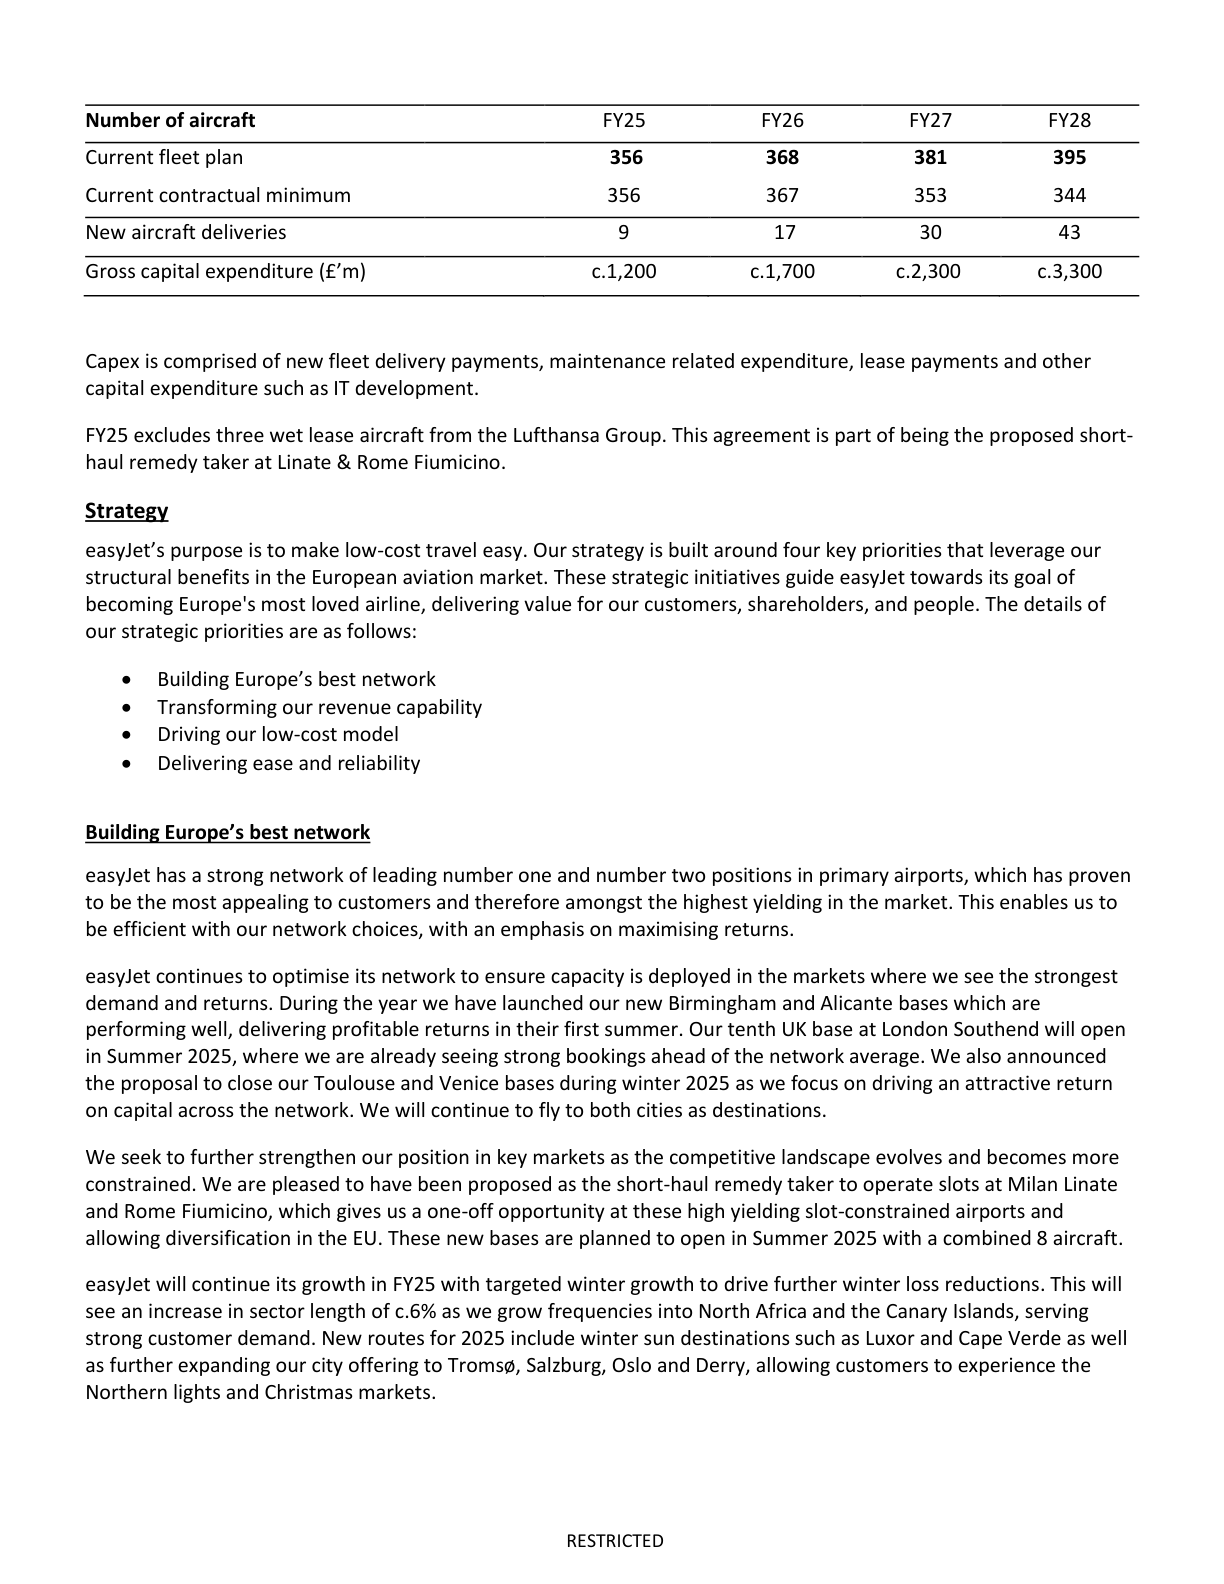 Number of aircraft FY25 FY26 FY27 FY28
Current fleet plan 356 368 381 395
Current contractual minimum 356 367 353 344
New aircraft deliveries 9 17 30 43
Gross capital expenditure (£’m) c.1,200 c.1,700 c.2,300 c.3,300
Capex is comprised of new fleet delivery payments, maintenance related expenditure, lease payments and other
capital expenditure such as IT development.
FY25 excludes three wet lease aircraft from the Lufthansa Group. This agreement is part of being the proposed short-
haul remedy taker at Linate & Rome Fiumicino.
Strategy
easyJet’s purpose is to make low-cost travel easy. Our strategy is built around four key priorities that leverage our
structural benefits in the European aviation market. These strategic initiatives guide easyJet towards its goal of
becoming Europe's most loved airline, delivering value for our customers, shareholders, and people. The details of
our strategic priorities are as follows:
• Building Europe’s best network
• Transforming our revenue capability
• Driving our low-cost model
• Delivering ease and reliability
Building Europe’s best network
easyJet has a strong network of leading number one and number two positions in primary airports, which has proven
to be the most appealing to customers and therefore amongst the highest yielding in the market. This enables us to
be efficient with our network choices, with an emphasis on maximising returns.
easyJet continues to optimise its network to ensure capacity is deployed in the markets where we see the strongest
demand and returns. During the year we have launched our new Birmingham and Alicante bases which are
performing well, delivering profitable returns in their first summer. Our tenth UK base at London Southend will open
in Summer 2025, where we are already seeing strong bookings ahead of the network average. We also announced
the proposal to close our Toulouse and Venice bases during winter 2025 as we focus on driving an attractive return
on capital across the network. We will continue to fly to both cities as destinations.
We seek to further strengthen our position in key markets as the competitive landscape evolves and becomes more
constrained. We are pleased to have been proposed as the short-haul remedy taker to operate slots at Milan Linate
and Rome Fiumicino, which gives us a one-off opportunity at these high yielding slot-constrained airports and
allowing diversification in the EU. These new bases are planned to open in Summer 2025 with a combined 8 aircraft.
easyJet will continue its growth in FY25 with targeted winter growth to drive further winter loss reductions. This will
see an increase in sector length of c.6% as we grow frequencies into North Africa and the Canary Islands, serving
strong customer demand. New routes for 2025 include winter sun destinations such as Luxor and Cape Verde as well
as further expanding our city offering to Tromsø, Salzburg, Oslo and Derry, allowing customers to experience the
Northern lights and Christmas markets.
RESTRICTED